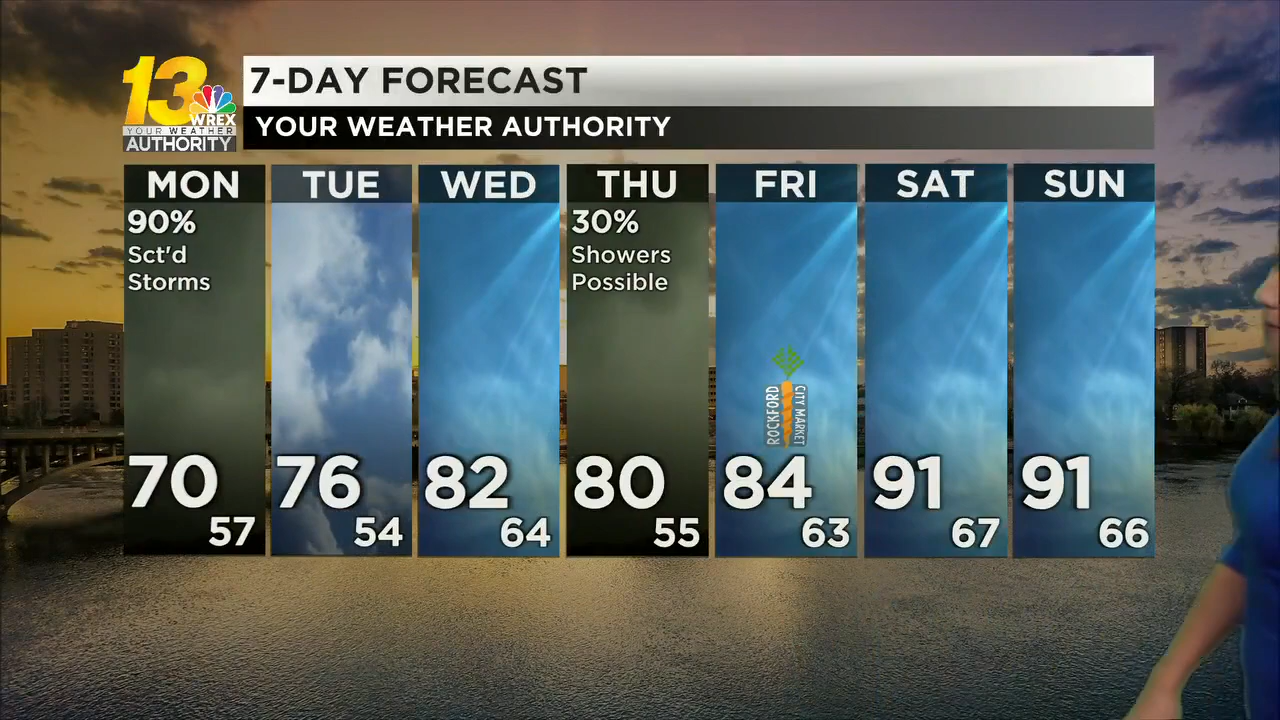 13
WREX
YOUR WEATHER
AUTHORITY
7-DAY FORECAST
YOUR WEATHER AUTHORITY
MON
90%
Sct'd
Storms
70
57
TUE
76
54
WED
82
64
THU
30%
Showers
Possible
80
55
FRI
ROCKFORD
CITY MARKET
84
63
SAT
91
67
SUN
91
66